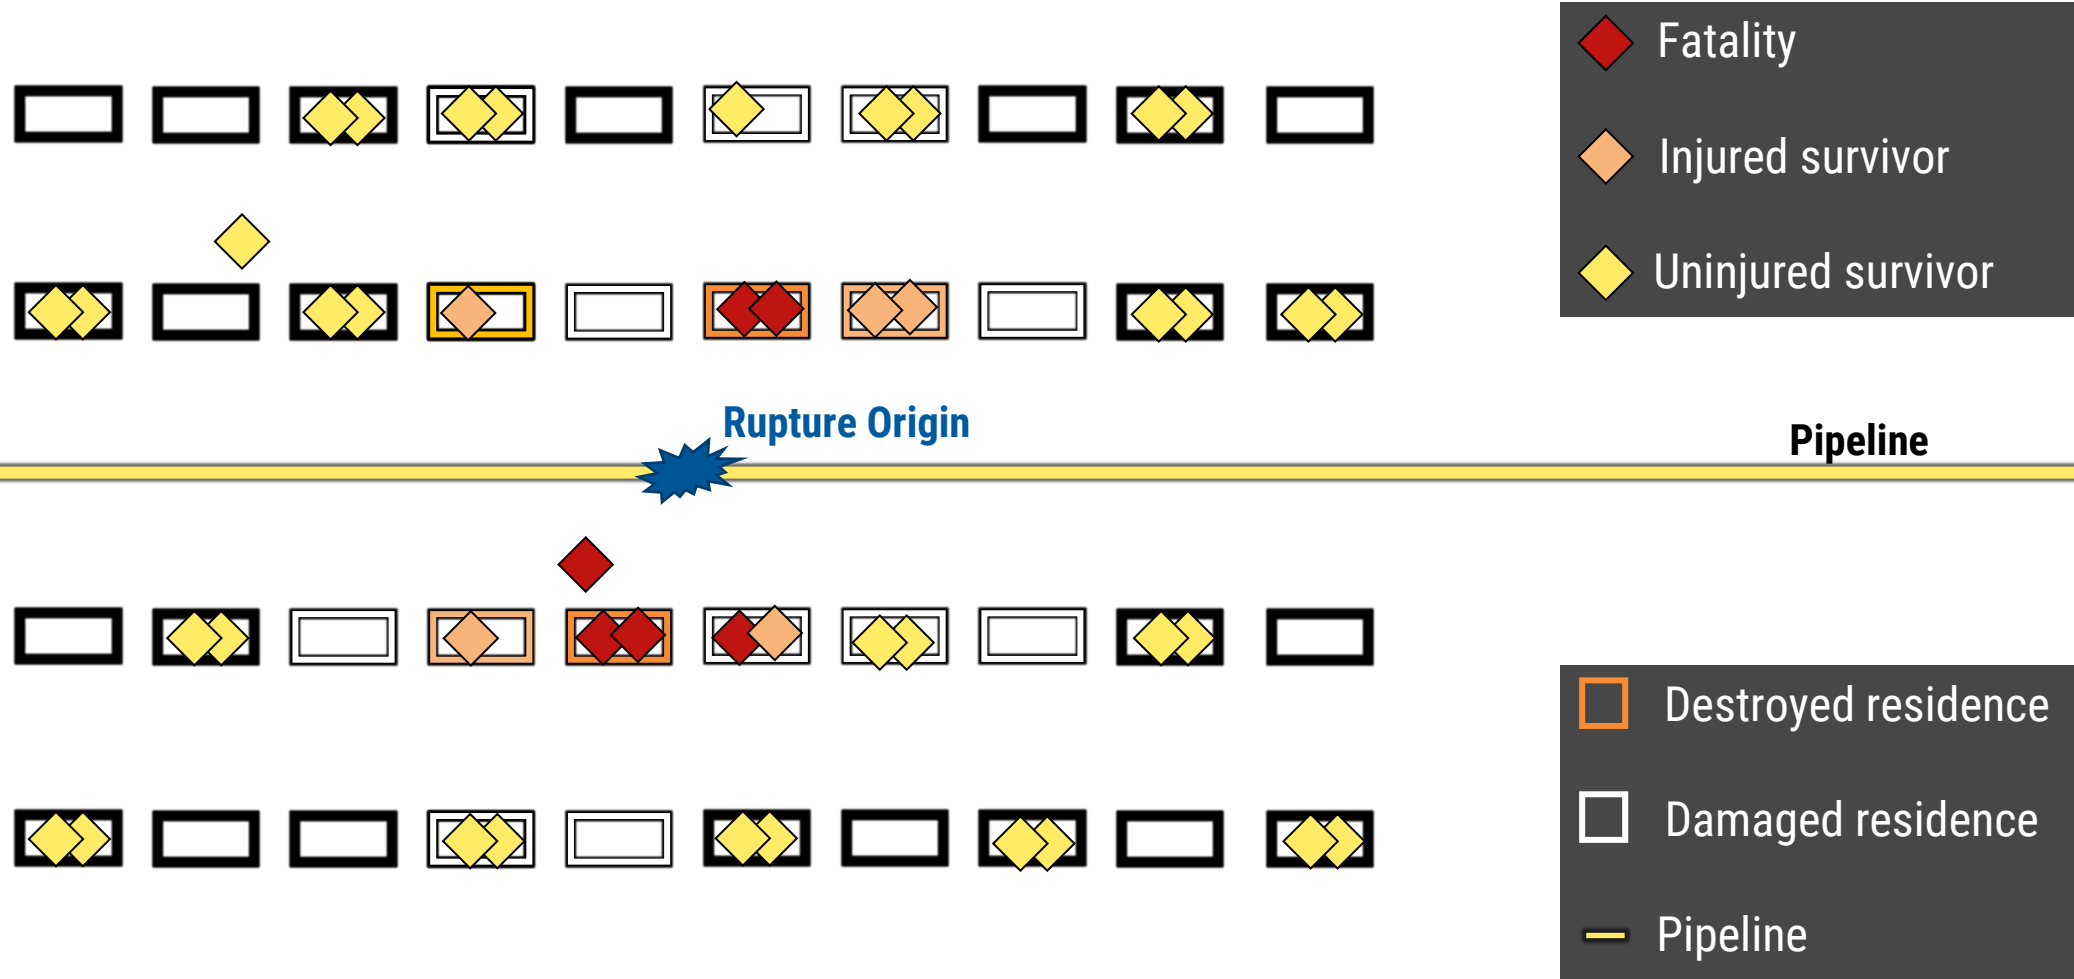 Fatality
Injured survivor
Uninjured survivor
Rupture Origin
Pipeline
Destroyed residence
Damaged residence
Pipeline